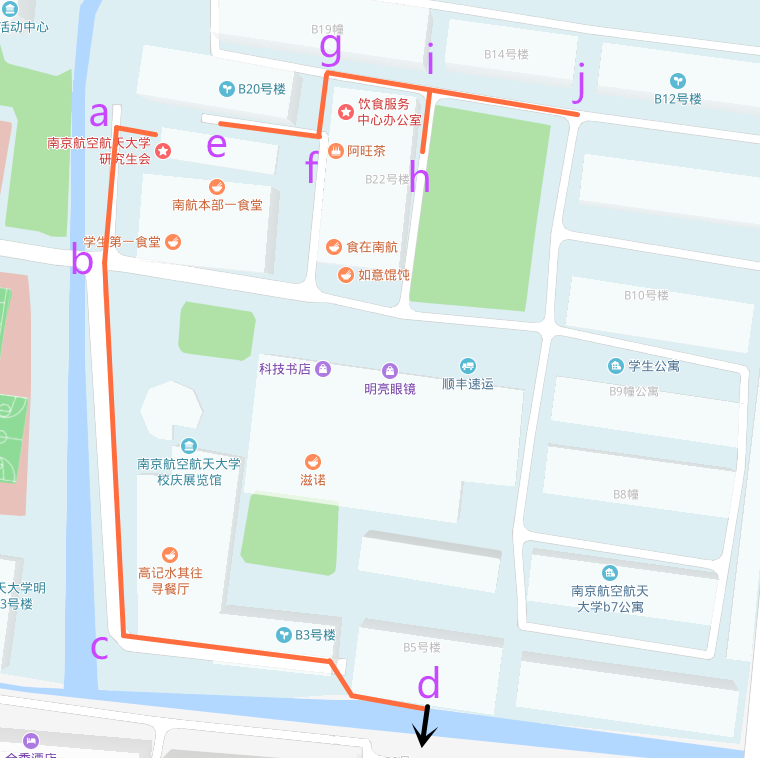 活动中心
B19幢
g
i
B14号楼
j
B20号楼
B12号楼
a
饮食服务
中心办公室
南京航空航天大学
研究生会
e
f
阿旺茶
B22号楼
h
南航本部一食堂
学生第一食堂
b
食在南航
如意馄饨
B10号楼
科技书店
明亮眼镜
顺丰速运
学生公寓
B9幢公寓
南京航空航天大学
校庆展览馆
滋诺
B8幢
高记水其往
寻餐厅
南京航空航天
大学b7公寓
天大学明
3号楼
c
B3号楼
B5号楼
d